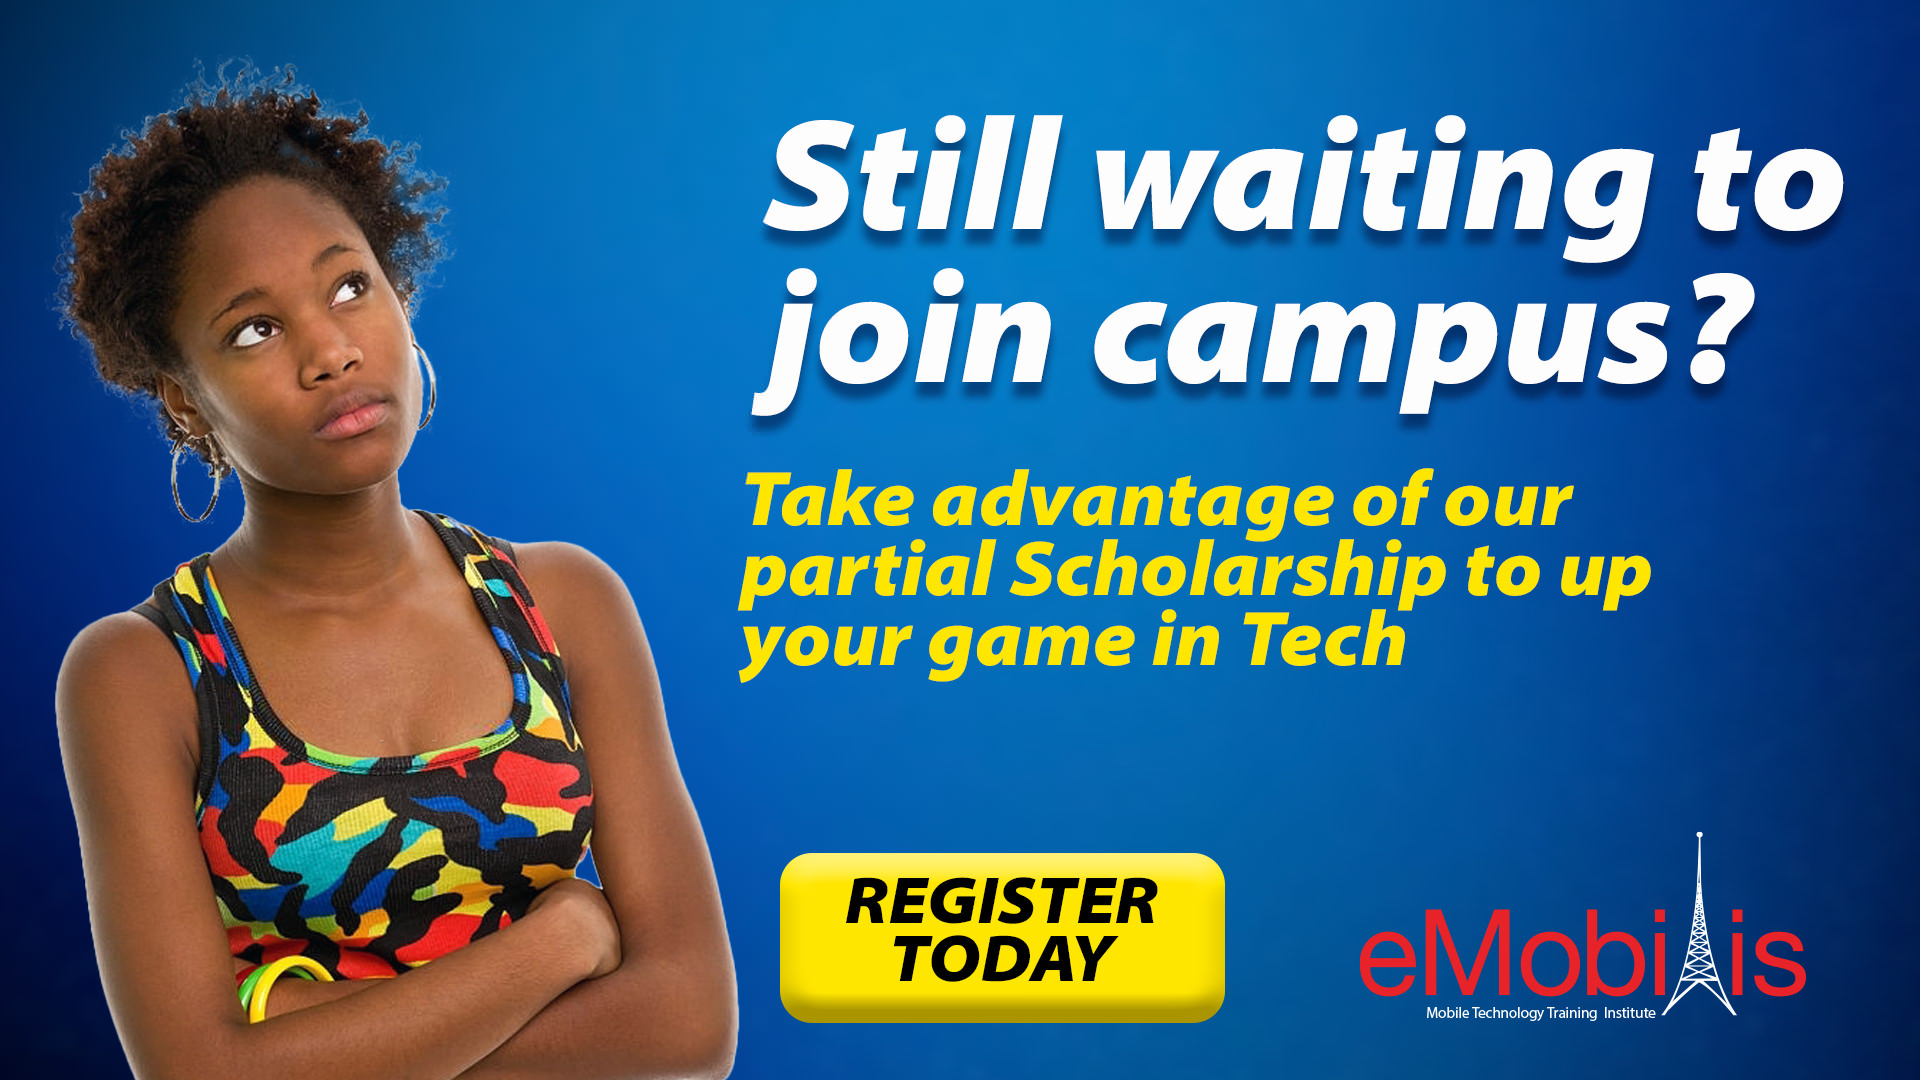 Still waiting to
join campus?
Take advantage of our
partial Scholarship to up
your game in Tech
REGISTER
TODAY
eMobilis
Mobile Technology Training Institute